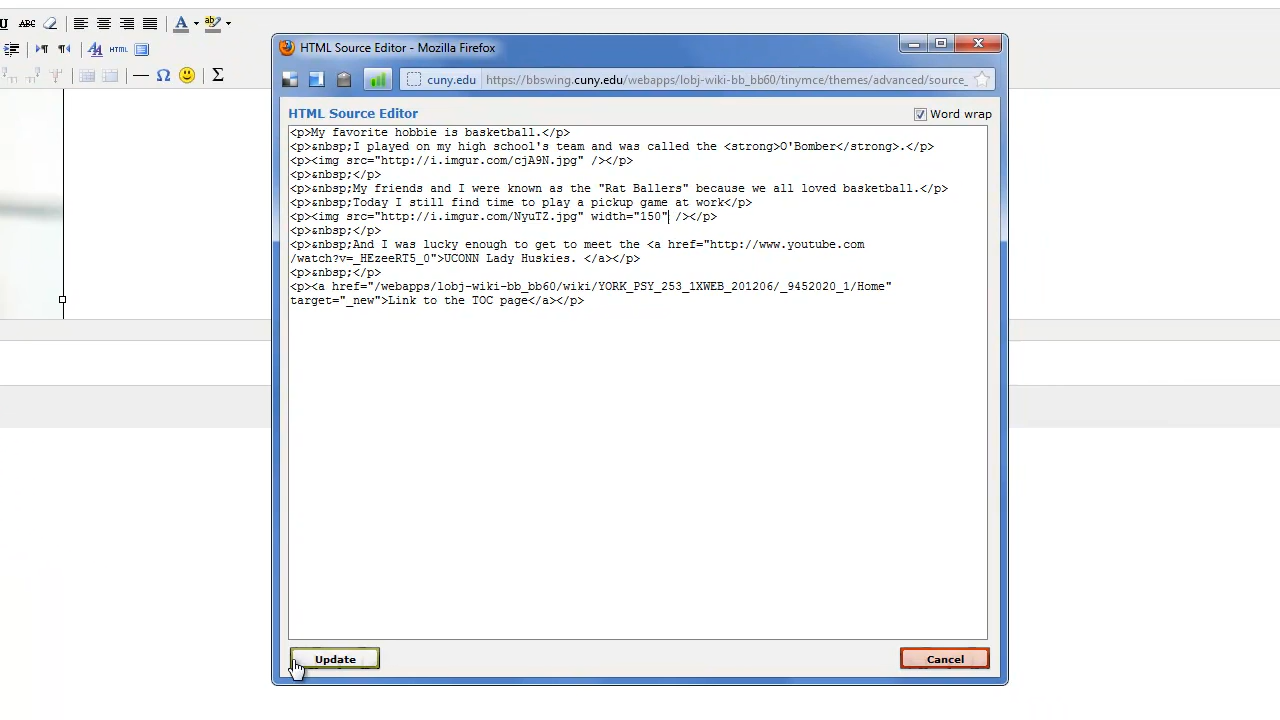 U ABC A ab
HTML
HTML Source Editor - Mozilla Firefox
cuny.edu https://bbswing.cuny.edu/webapps/lobj-wiki-bb_bb60/tinymce/themes/advanced/source_
HTML Source Editor
Word wrap
<p>My favorite hobbie is basketball.</p>
<p>&nbsp;I played on my high school's team and was called the <strong>O'Bomber</strong>.</p>
<p><img src="http://i.imgur.com/cjA9N.jpg" /></p>
<p>&nbsp;</p>
<p>&nbsp;My friends and I were known as the "Rat Ballers" because we all loved basketball.</p>
<p>&nbsp;Today I still find time to play a pickup game at work</p>
<p><img src="http://i.imgur.com/NyuTZ.jpg" width="150" /></p>
<p>&nbsp;</p>
<p>&nbsp;And I was lucky enough to get to meet the <a href="http://www.youtube.com
/watch?v=_HEzeeRT5_0">UCONN Lady Huskies. </a></p>
<p>&nbsp;</p>
<p><a href="/webapps/lobj-wiki-bb_bb60/wiki/YORK_PSY_253_1XWEB_201206/_9452020_1/Home"
target="_new">Link to the TOC page</a></p>
Update
Cancel